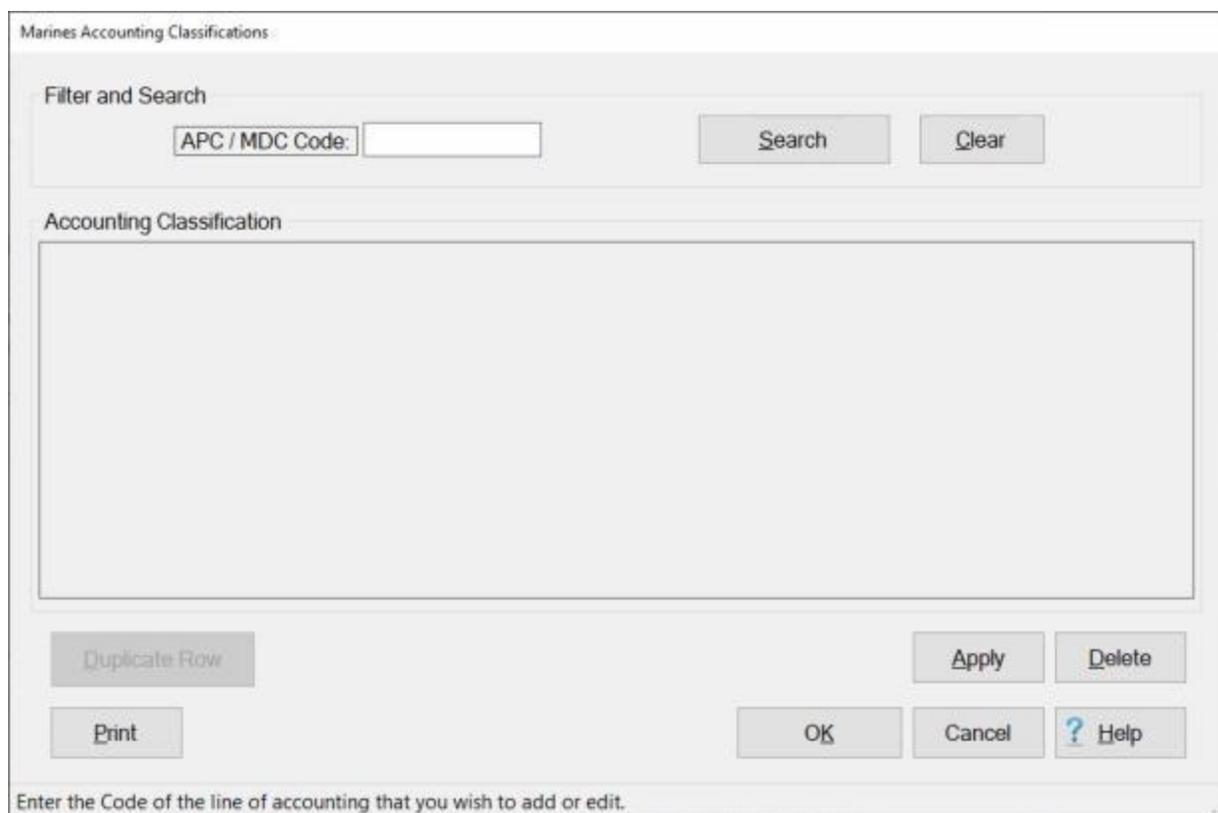 Marines Accounting Classifications
Filter and Search
APC / MDC Code:
Search
Clear
Accounting Classification
Duplicate Row
Apply
Delete
Print
OK
Cancel
? Help
Enter the Code of the line of accounting that you wish to add or edit.